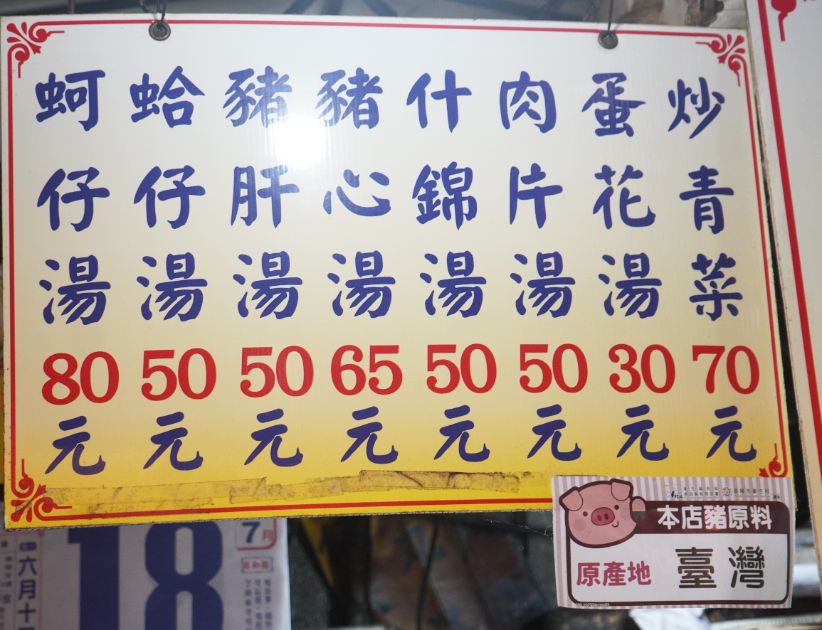 炒青菜70元
蛋花湯30元
肉片湯50元
什錦湯50元
豬心湯65元
豬肝湯50元
蛤仔湯50元
蚵仔湯80元
本店豬原料
原產地 臺灣
7月
18
六月十